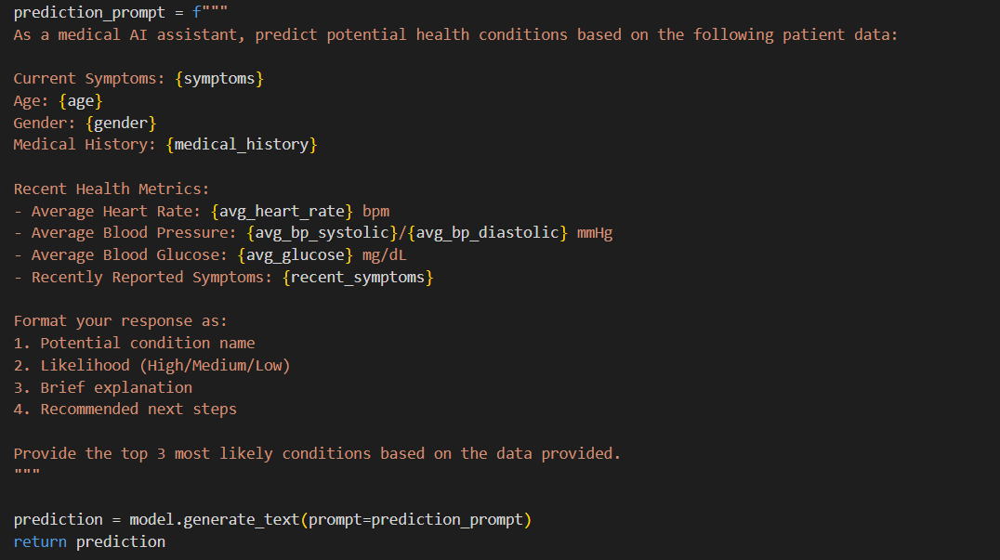 prediction_prompt = f"""
As a medical AI assistant, predict potential health conditions based on the following patient data:

Current Symptoms: {symptoms}
Age: {age}
Gender: {gender}
Medical History: {medical_history}

Recent Health Metrics:
- Average Heart Rate: {avg_heart_rate} bpm
- Average Blood Pressure: {avg_bp_systolic}/{avg_bp_diastolic} mmHg
- Average Blood Glucose: {avg_glucose} mg/dL
- Recently Reported Symptoms: {recent_symptoms}

Format your response as:
1. Potential condition name
2. Likelihood (High/Medium/Low)
3. Brief explanation
4. Recommended next steps

Provide the top 3 most likely conditions based on the data provided.
"""

prediction = model.generate_text(prompt=prediction_prompt)
return prediction